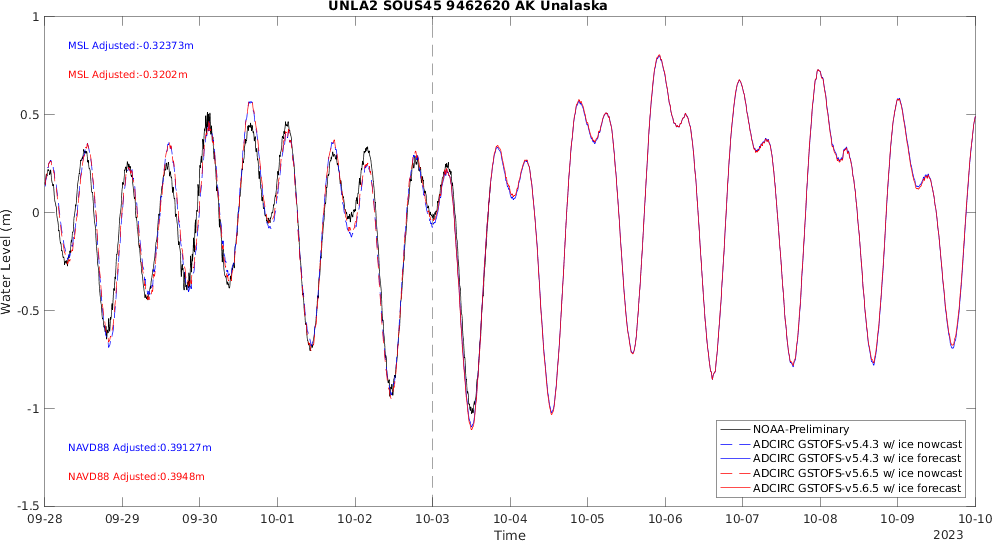 UNLA2 SOUS45 9462620 AK Unalaska
1
0.5
0
-0.5
-1
-1.5
Water Level (m)
MSL Adjusted:-0.32373m
MSL Adjusted:-0.3202m
NAVD88 Adjusted:0.39127m
NAVD88 Adjusted:0.3948m
NOAA-Preliminary
ADCIRC GSTOFS-v5.4.3 w/ ice nowcast
ADCIRC GSTOFS-v5.4.3 w/ ice forecast
ADCIRC GSTOFS-v5.6.5 w/ ice nowcast
ADCIRC GSTOFS-v5.6.5 w/ ice forecast
09-28 09-29 09-30 10-01 10-02 10-03 10-04 10-05 10-06 10-07 10-08 10-09 10-10
Time
2023